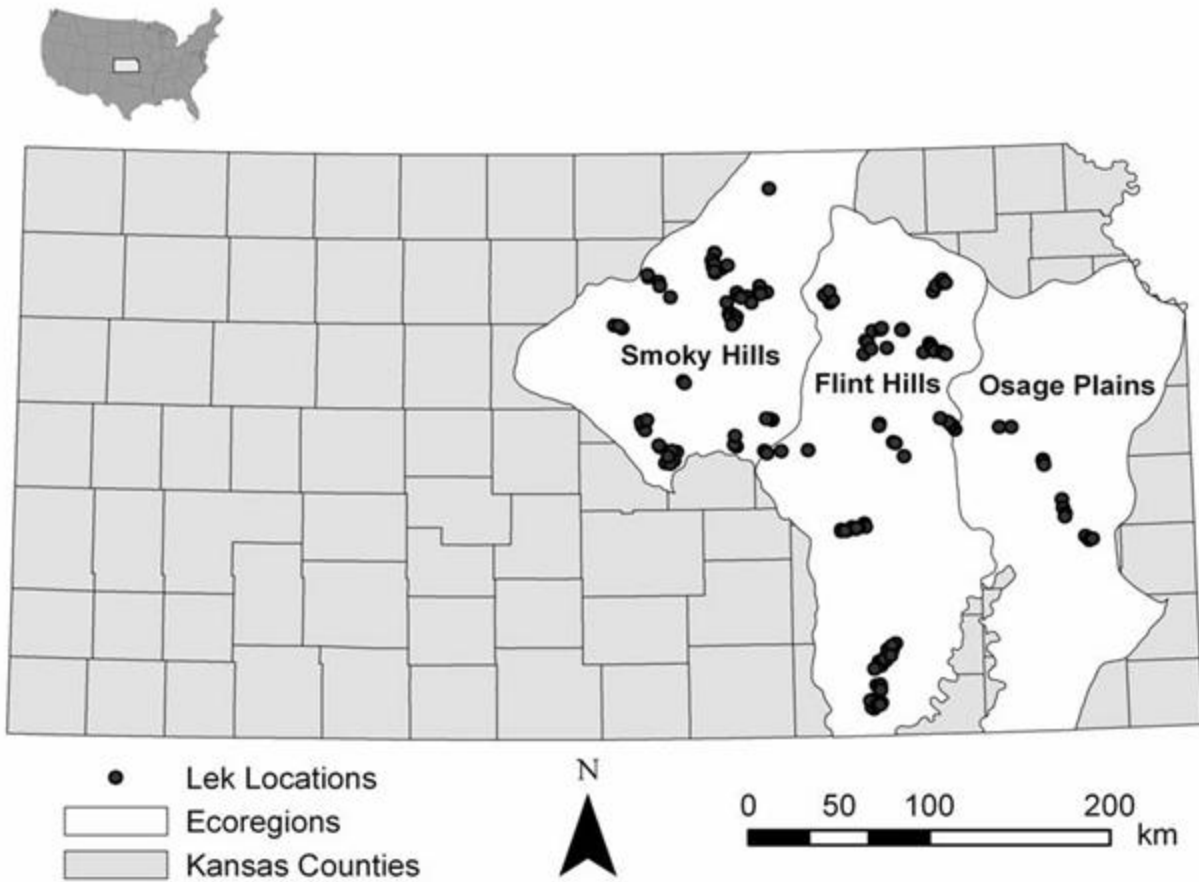 Smoky Hills
Flint Hills
Osage Plains
Lek Locations
Ecoregions
Kansas Counties
N
0 50 100 200
km